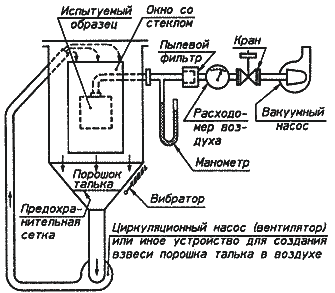 Испытуемый
образец
Окно со
стеклом
Пылевой
фильтр
Кран
Расходо-
мер воз-
духа
Вакуумный
насос
Манометр
Порошок
талька
Вибратор
Предохра-
нительная
сетка
Циркуляционный насос (вентилятор)
или иное устройство для создания
взвеси порошка талька в воздухе